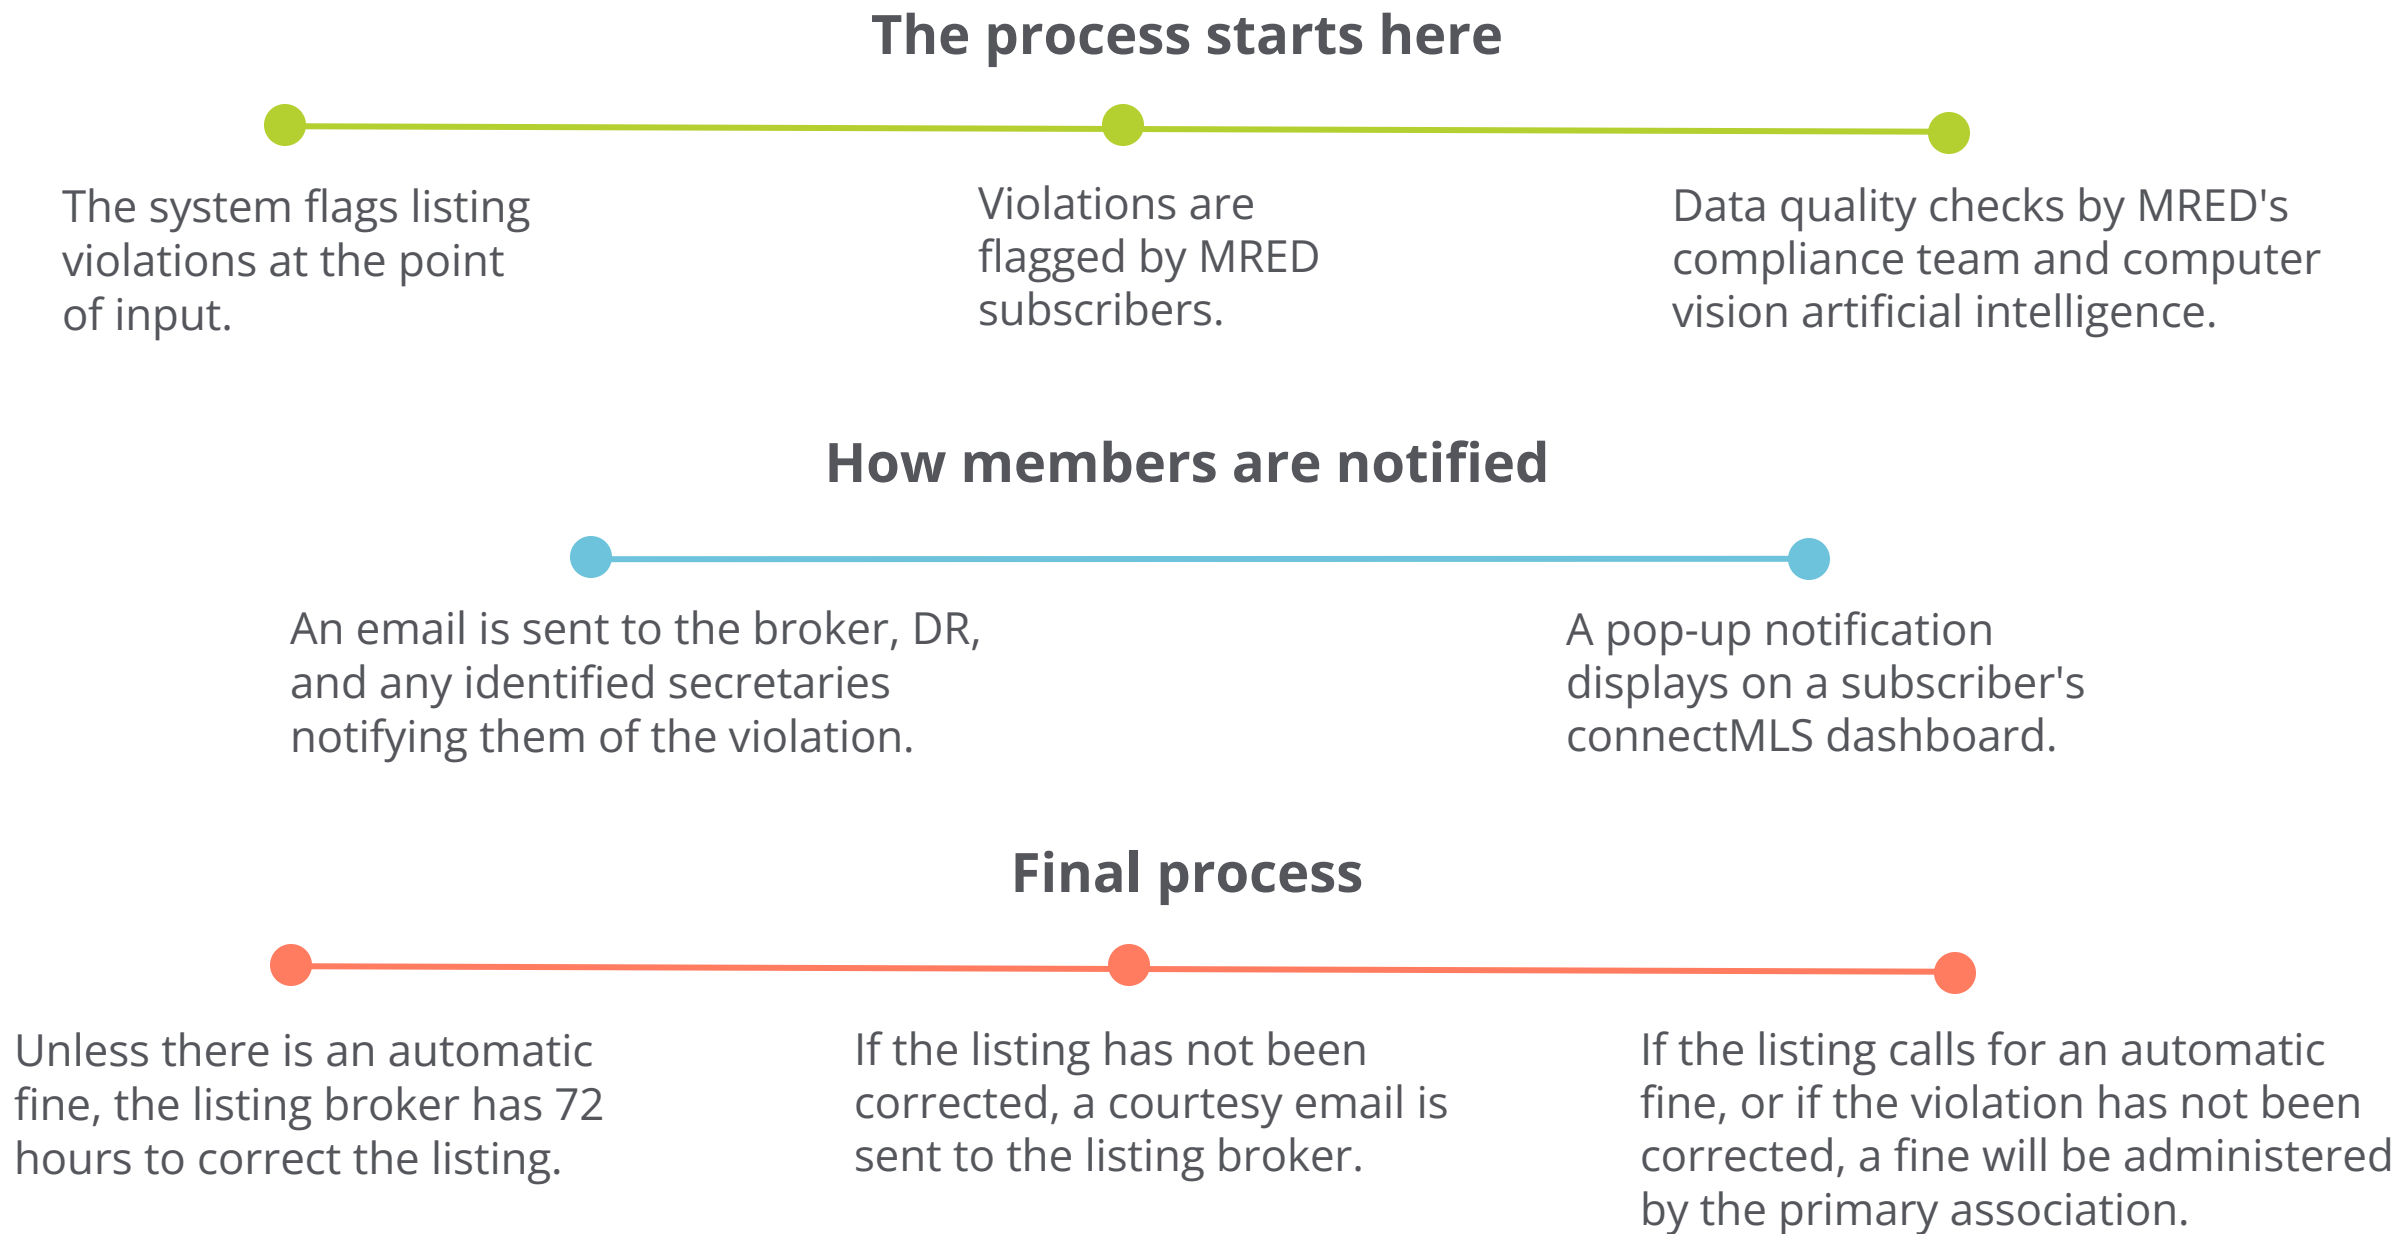 The process starts here
The system flags listing
violations at the point
of input.
Violations are
flagged by MRED
subscribers.
Data quality checks by MRED's
compliance team and computer
vision artificial intelligence.
How members are notified
An email is sent to the broker, DR,
and any identified secretaries
notifying them of the violation.
A pop-up notification
displays on a subscriber's
connectMLS dashboard.
Final process
Unless there is an automatic
fine, the listing broker has 72
hours to correct the listing.
If the listing has not been
corrected, a courtesy email is
sent to the listing broker.
If the listing calls for an automatic
fine, or if the violation has not been
corrected, a fine will be administered
by the primary association.